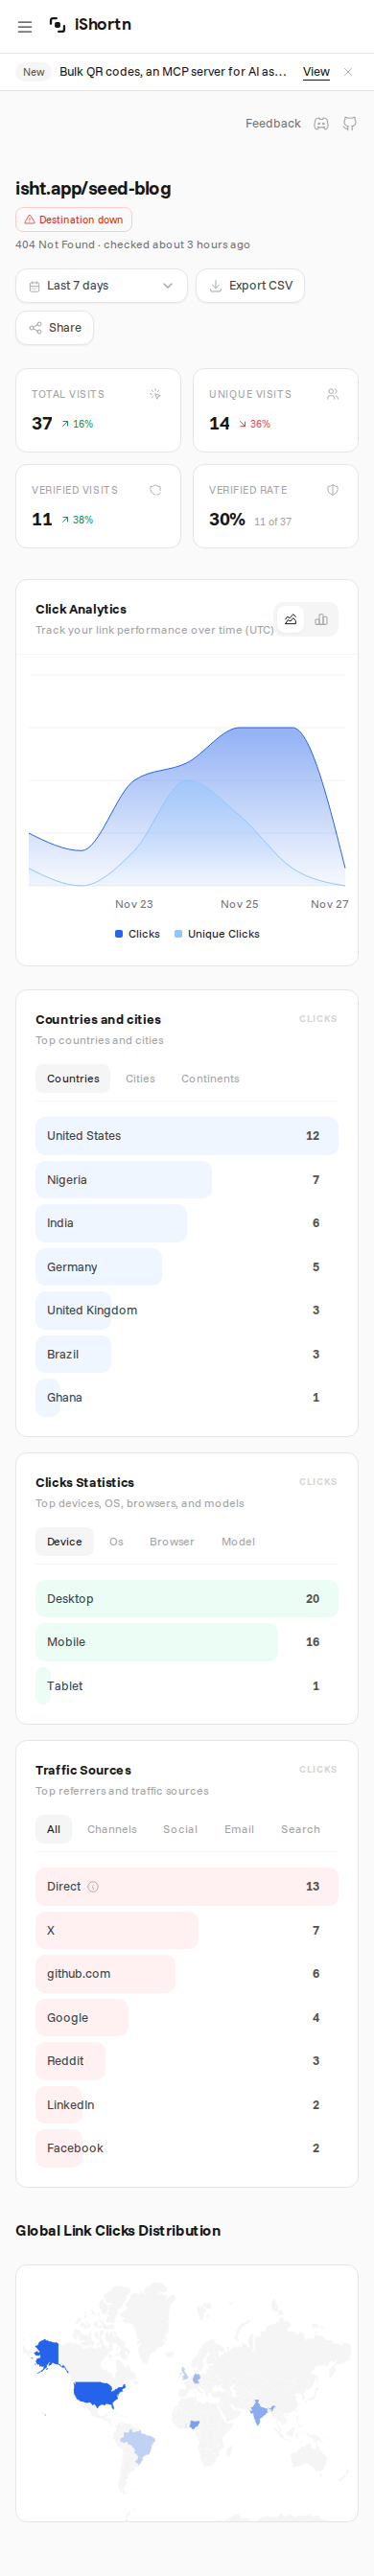 IShortn
New Bulk QR codes, an MCP server for AI as... View
Feedback
isht.app/seed-blog
Destination down
404 Not Found · checked about 3 hours ago
Last 7 days
Export CSV
Share
TOTAL VISITS
37 16%
UNIQUE VISITS
14 36%
VERIFIED VISITS
11 38%
VERIFIED RATE
30% 11 of 37
Click Analytics
Track your link performance over time (UTC)
Nov 23 Nov 25 Nov 27
Clicks Unique Clicks
Countries and cities CLICKS
Top countries and cities
Countries Cities Continents
United States 12
Nigeria 7
India 6
Germany 5
United Kingdom 3
Brazil 3
Ghana 1
Clicks Statistics CLICKS
Top devices, OS, browsers, and models
Device Os Browser Model
Desktop 20
Mobile 16
Tablet 1
Traffic Sources CLICKS
Top referrers and traffic sources
All Channels Social Email Search
Direct 13
X 7
github.com 6
Google 4
Reddit 3
LinkedIn 2
Facebook 2
Global Link Clicks Distribution